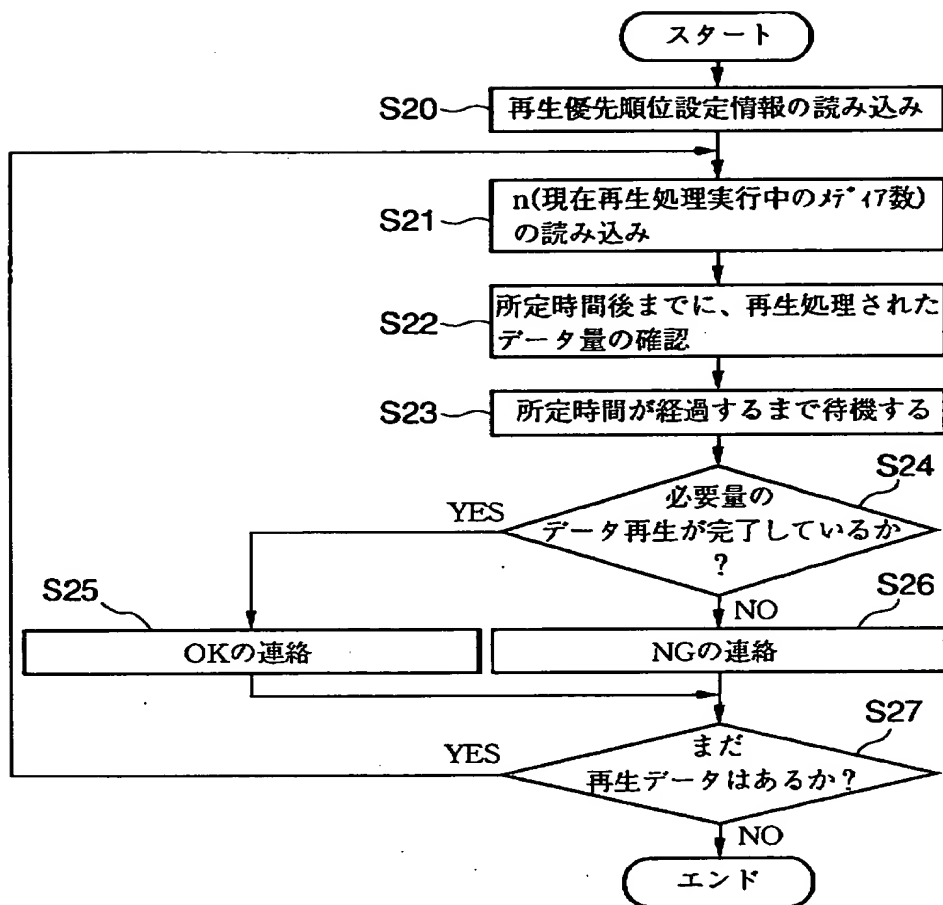 スタート
S20
再生優先順位設定情報の読み込み
S21
n(現在再生処理実行中のﾒﾃﾞｨｱ数)
の読み込み
S22
所定時間後までに、再生処理された
データ量の確認
S23
所定時間が経過するまで待機する
S24
必要量の
データ再生が完了しているか
?
YES
NO
S25
OKの連絡
S26
NGの連絡
S27
まだ
再生データはあるか?
YES
NO
エンド